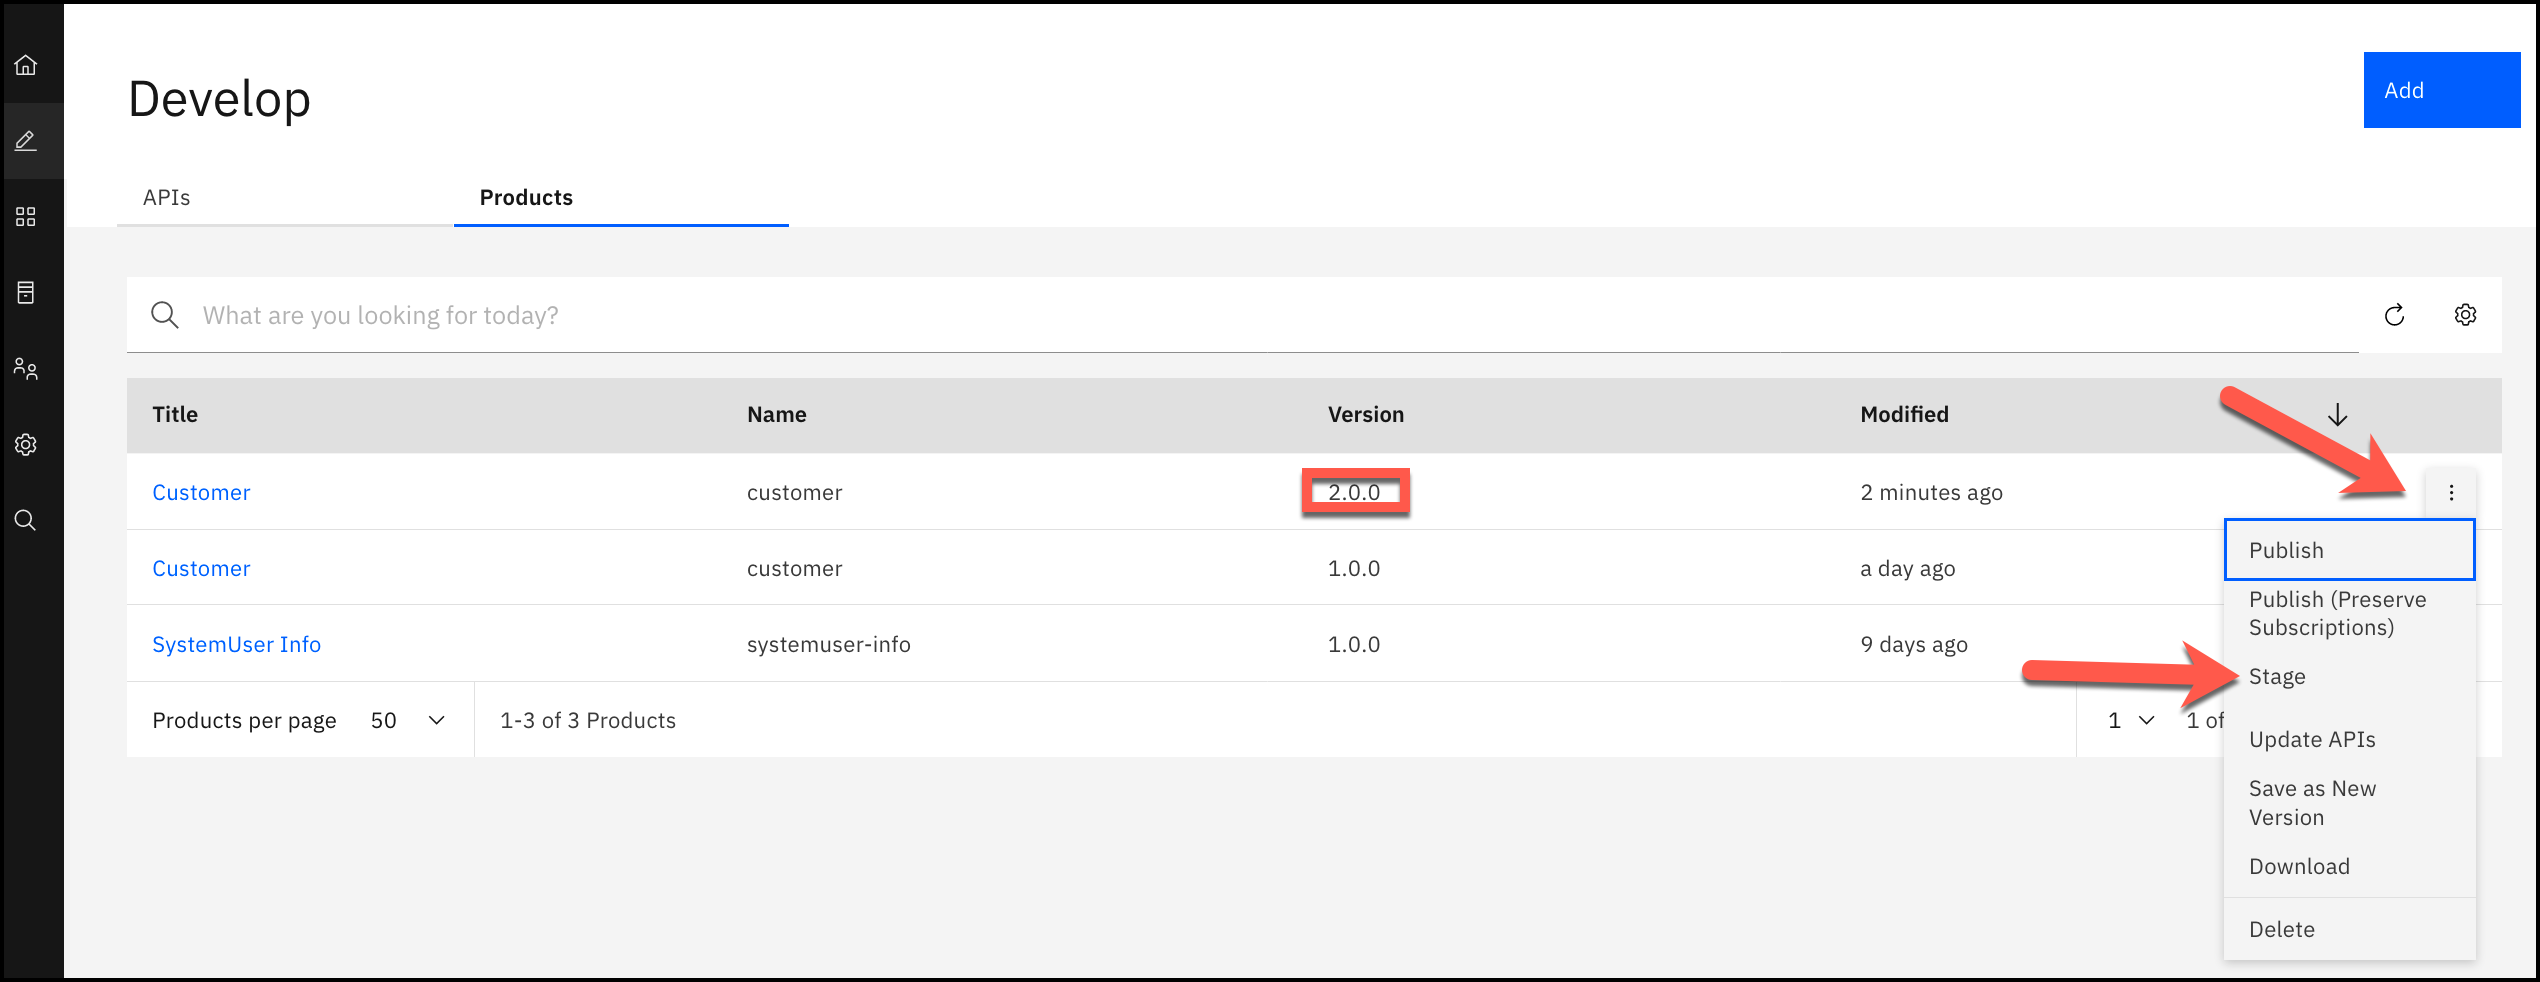 Develop
Add
APIs
Products
What are you looking for today?
Title Name Version Modified
Customer customer 2.0.0 2 minutes ago
Customer customer 1.0.0 a day ago
SystemUser Info systemuser-info 1.0.0 9 days ago
Products per page 50 1-3 of 3 Products 1 1 of
Publish
Publish (Preserve
Subscriptions)
Stage
Update APIs
Save as New
Version
Download
Delete